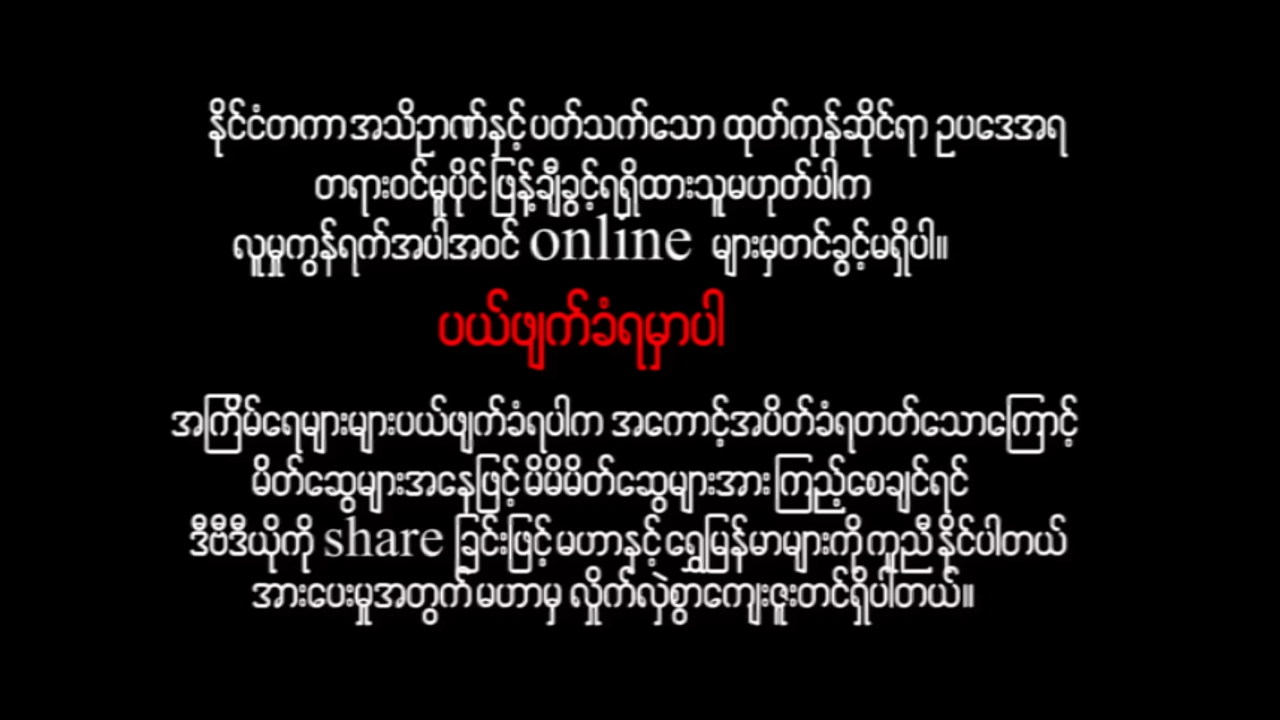 နိုင်ငံတကာ အသိဉာဏ်နှင့် ပတ်သက်သော ထုတ်ကုန်ဆိုင်ရာ ဥပဒေအရ
တရားဝင်မူပိုင် ဖြန့်ချီခွင့်ရရှိထားသူမဟုတ်ပါက
လူမှုကွန်ရက်အပါအဝင် online များမှတင်ခွင့်မရှိပါ။
ပယ်ဖျက်ခံရမှာပါ
အကြိမ်ရေများများပယ်ဖျက်ခံရပါက အကောင့်အပိတ်ခံရတတ်သောကြောင့်
မိတ်ဆွေများအနေဖြင့် မိမိမိတ်ဆွေများအား ကြည့်စေချင်ရင်
ဒီဗီဒီယိုကို share ခြင်းဖြင့် မဟာနှင့် ရွှေမြန်မာများကို ကူညီ နိုင်ပါတယ်
အားပေးမှုအတွက် မဟာမှ လှိုက်လှဲစွာကျေးဇူးတင်ရှိပါတယ်။